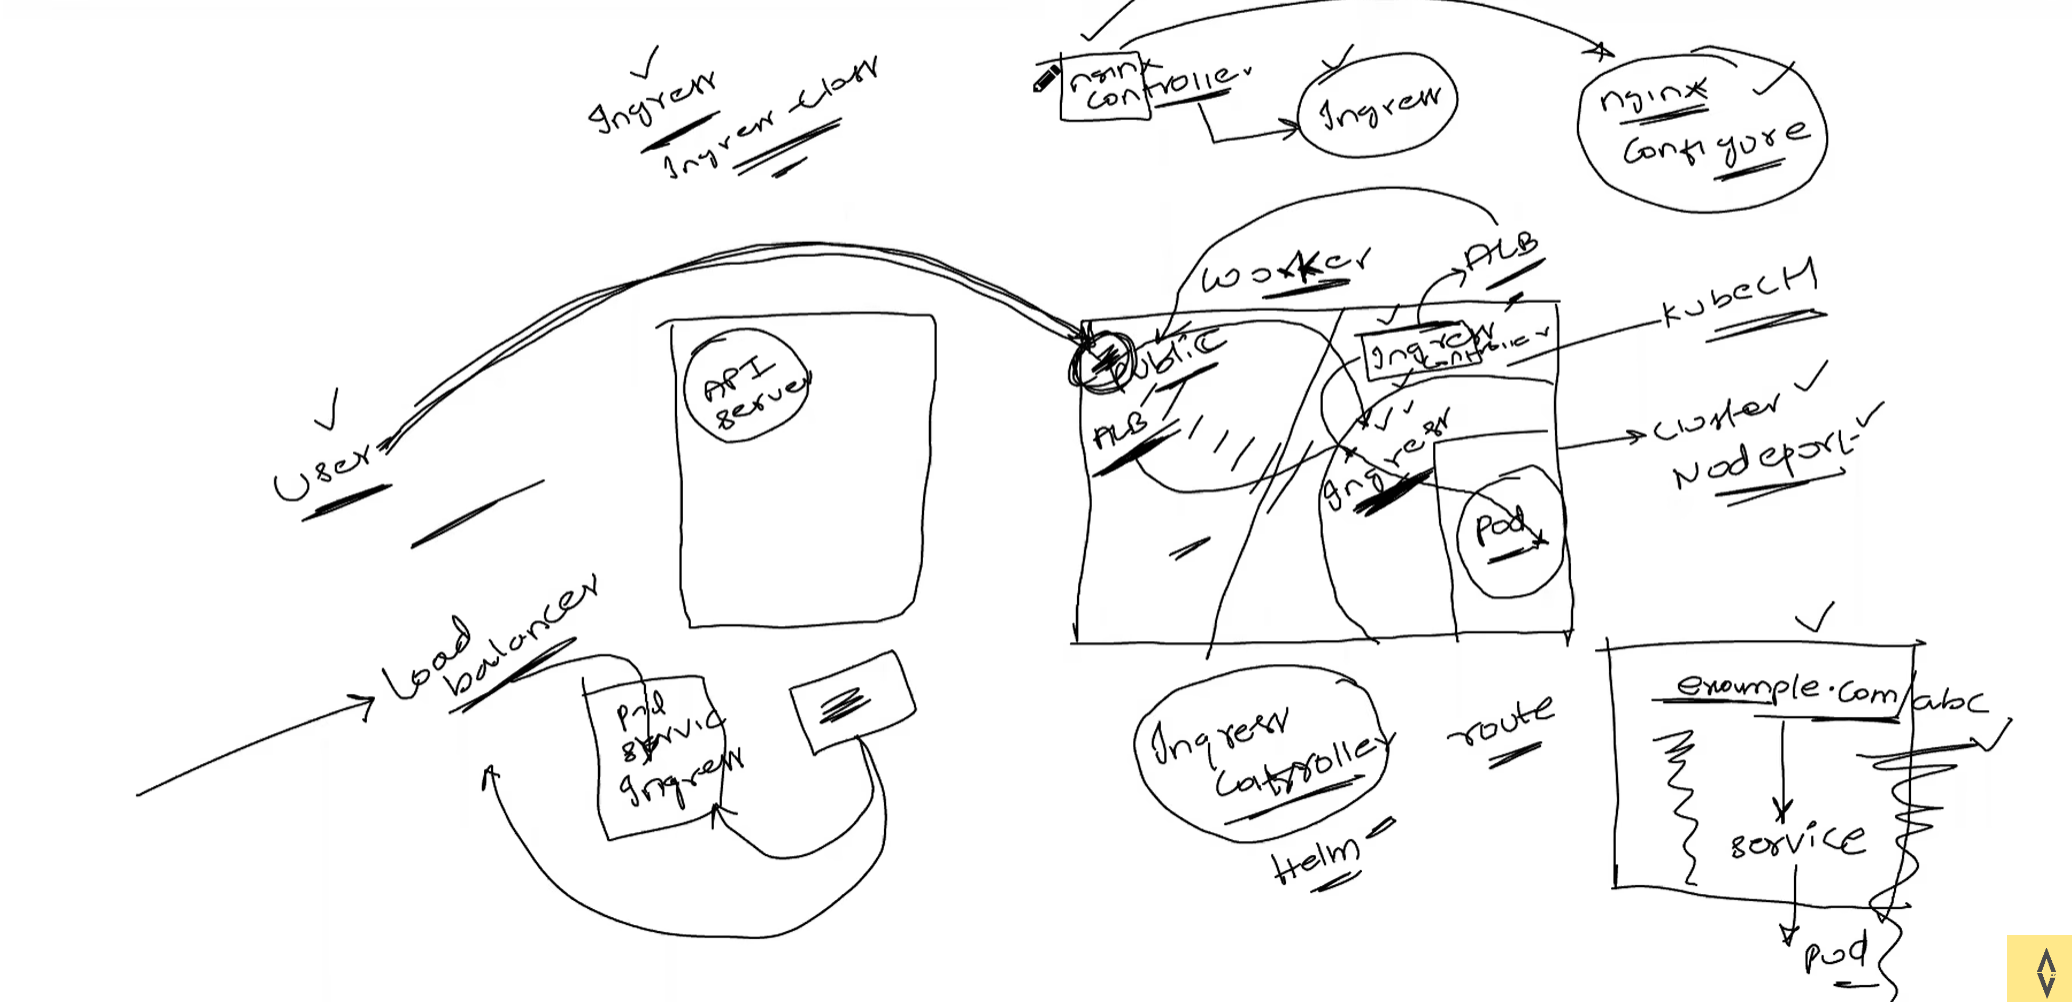 Ingress
Ingress class
nginx
controller
Ingress
nginx
Configure
Worker
ALB
kubectl
API
server
public
Ingress
controller
ALB
Ingress
User
Cluster
Nodeport
pod
Load
balancer
pod
servic
Ingress
Ingress
Controller
route
Helm
example.com/abc
service
pod